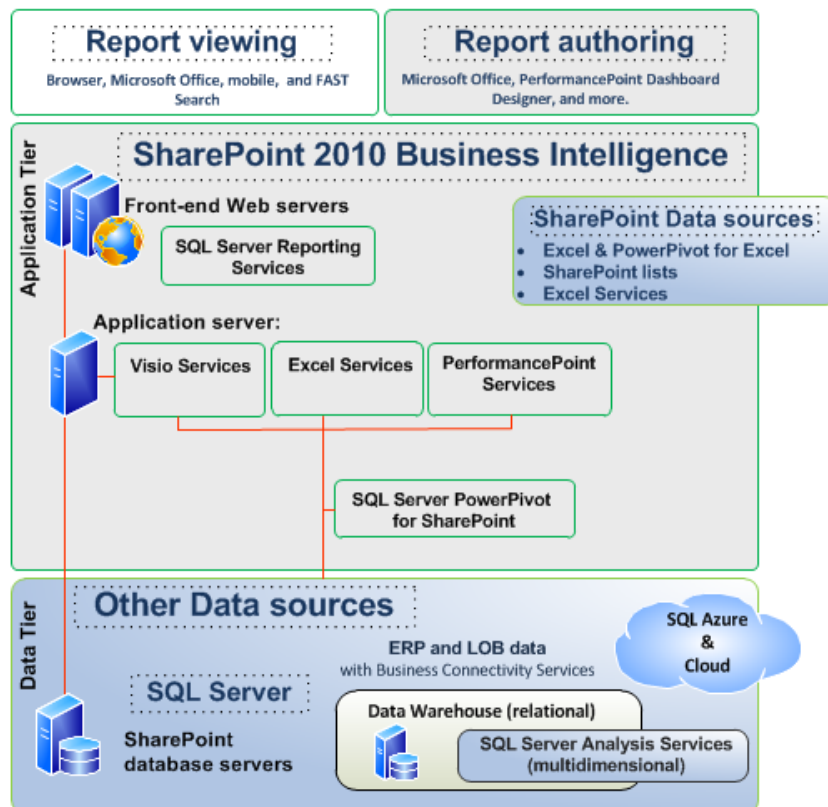 Report viewing
Browser, Microsoft Office, mobile, and FAST
Search
Report authoring
Microsoft Office, PerformancePoint Dashboard
Designer, and more.
Application Tier
SharePoint 2010 Business Intelligence
Front-end Web servers
SQL Server Reporting
Services
SharePoint Data sources
• Excel & PowerPivot for Excel
• SharePoint lists
• Excel Services
Application server:
Visio Services
Excel Services
PerformancePoint
Services
SQL Server PowerPivot
for SharePoint
Data Tier
Other Data sources
SQL Azure
&
Cloud
ERP and LOB data
with Business Connectivity Services
SQL Server
SharePoint
database servers
Data Warehouse (relational)
SQL Server Analysis Services
(multidimensional)